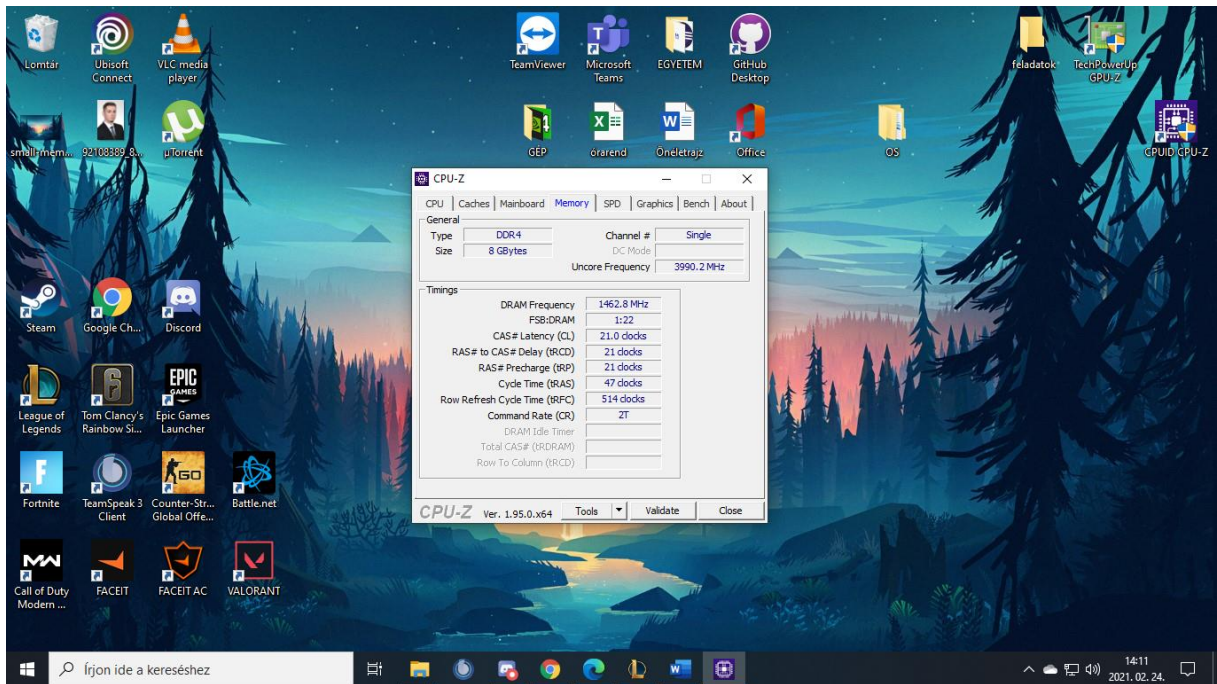 Lomtár
Ubisoft
Connect
VLC media
player
TeamViewer
Microsoft
Teams
EGYETEM
GitHub
Desktop
feladatok
TechPowerUp
GPU-Z
small-mem...
92108389_8...
µTorrent
GÉP
órarend
Önéletrajz
Office
OS
CPUID CPU-Z
Steam
Google Ch...
Discord
League of
Legends
Tom Clancy's
Rainbow Si...
EPIC
GAMES
Epic Games
Launcher
Fortnite
TeamSpeak 3
Client
GO
Counter-Str...
Global Offe...
Battle.net
MW
Call of Duty
Modern ...
FACEIT
FACEIT AC
VALORANT
CPU-Z
CPU Caches Mainboard Memory SPD Graphics Bench About
General
Type DDR4 Channel # Single
Size 8 GBytes DC Mode
Uncore Frequency 3990.2 MHz
Timings
DRAM Frequency 1462.8 MHz
FSB:DRAM 1:22
CAS# Latency (CL) 21.0 clocks
RAS# to CAS# Delay (tRCD) 21 clocks
RAS# Precharge (tRP) 21 clocks
Cycle Time (tRAS) 47 clocks
Row Refresh Cycle Time (tRFC) 514 clocks
Command Rate (CR) 2T
DRAM Idle Timer
Total CAS# (tRDRAM)
Row To Column (tRCD)
CPU-Z Ver. 1.95.0.x64 Tools Validate Close
Írjon ide a kereséshez
14:11
2021. 02. 24.